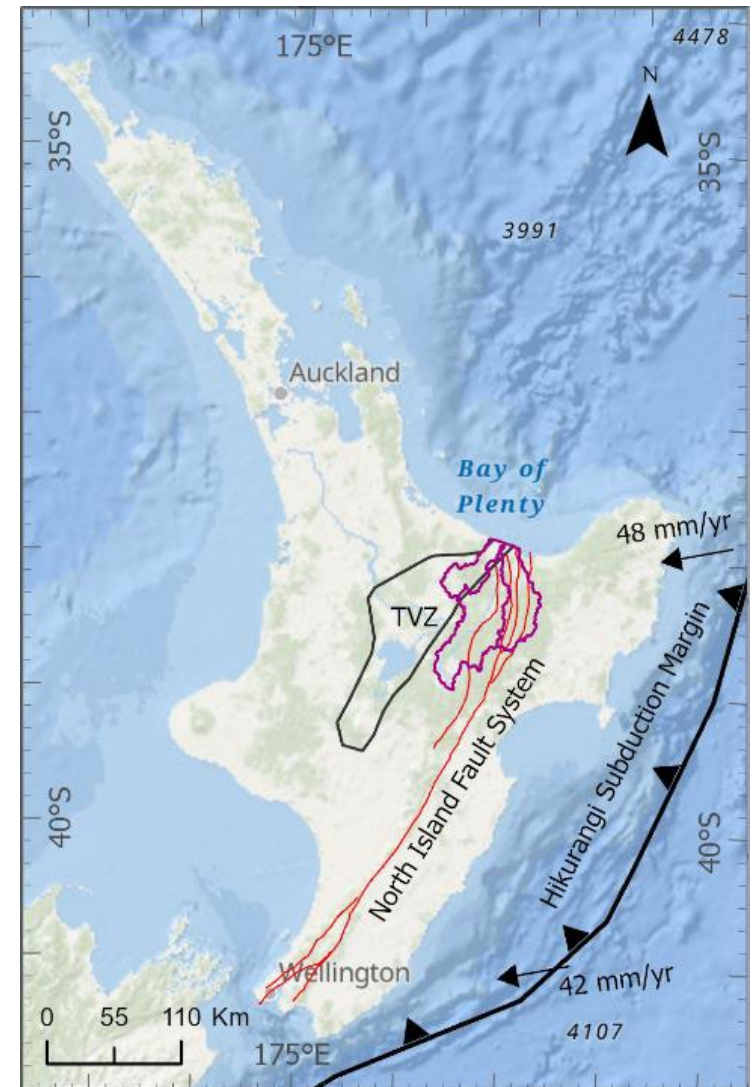 175°E
4478
N
35°S
35°S
3991
Auckland
Bay of
Plenty
48 mm/yr
TVZ
Hikurangi Subduction Margin
North Island Fault System
40°S
40°S
Wellington
42 mm/yr
0 55 110 Km
175°E
4107